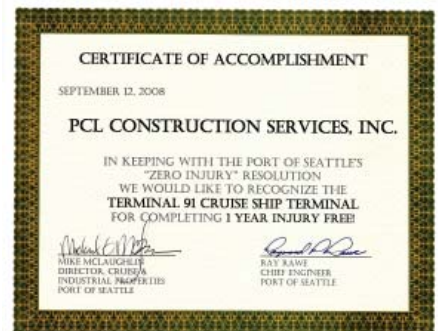 CERTIFICATE OF ACCOMPLISHMENT
SEPTEMBER 12, 2008
PCL CONSTRUCTION SERVICES, INC.
IN KEEPING WITH THE PORT OF SEATTLE'S
"ZERO INJURY" RESOLUTION
WE WOULD LIKE TO RECOGNIZE THE
TERMINAL 91 CRUISE SHIP TERMINAL
FOR COMPLETING 1 YEAR INJURY FREE!
MIKE MCLAUGHLIN
DIRECTOR, CRUISE &
INDUSTRIAL PROPERTIES
PORT OF SEATTLE
RAY RAWE
CHIEF ENGINEER
PORT OF SEATTLE